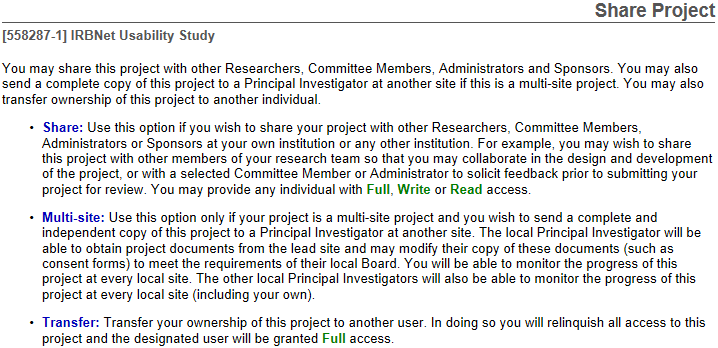 Share Project
[558287-1] IRBNet Usability Study
You may share this project with other Researchers, Committee Members, Administrators and Sponsors. You may also
send a complete copy of this project to a Principal Investigator at another site if this is a multi-site project. You may also
transfer ownership of this project to another individual.
• Share: Use this option if you wish to share your project with other Researchers, Committee Members,
Administrators or Sponsors at your own institution or any other institution. For example, you may wish to share
this project with other members of your research team so that you may collaborate in the design and development
of the project, or with a selected Committee Member or Administrator to solicit feedback prior to submitting your
project for review. You may provide any individual with Full, Write or Read access.
• Multi-site: Use this option only if your project is a multi-site project and you wish to send a complete and
independent copy of this project to a Principal Investigator at another site. The local Principal Investigator will be
able to obtain project documents from the lead site and may modify their copy of these documents (such as
consent forms) to meet the requirements of their local Board. You will be able to monitor the progress of this
project at every local site. The other local Principal Investigators will also be able to monitor the progress of this
project at every local site (including your own).
• Transfer: Transfer your ownership of this project to another user. In doing so you will relinquish all access to this
project and the designated user will be granted Full access.